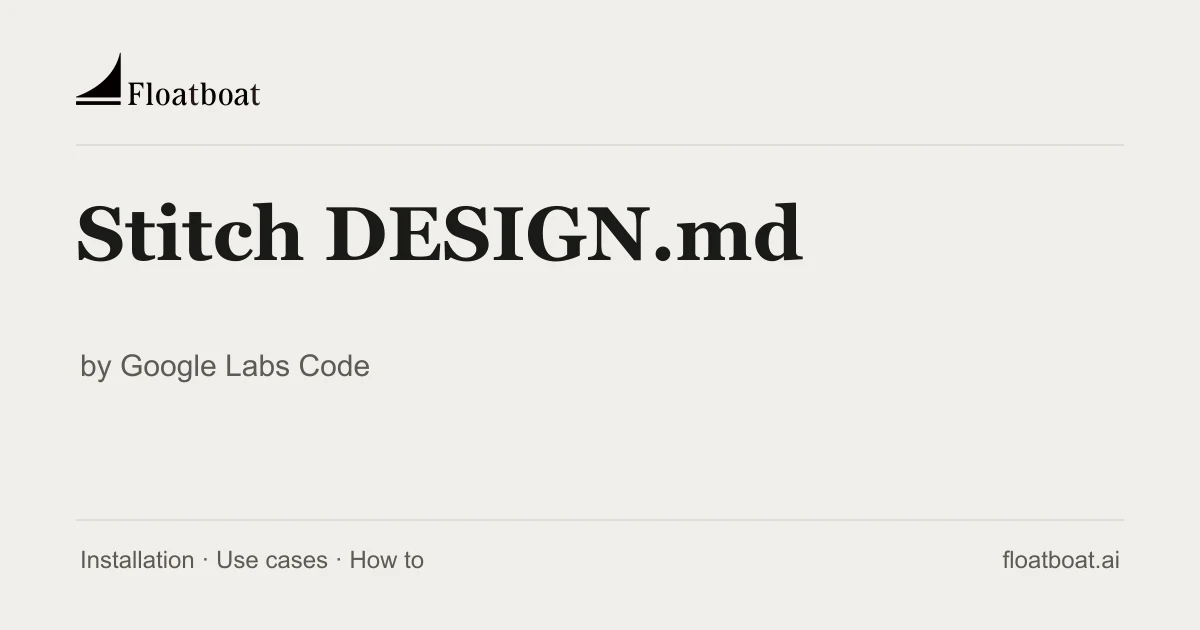 Floatboat
Stitch DESIGN.md
by Google Labs Code
Installation · Use cases · How to
floatboat.ai